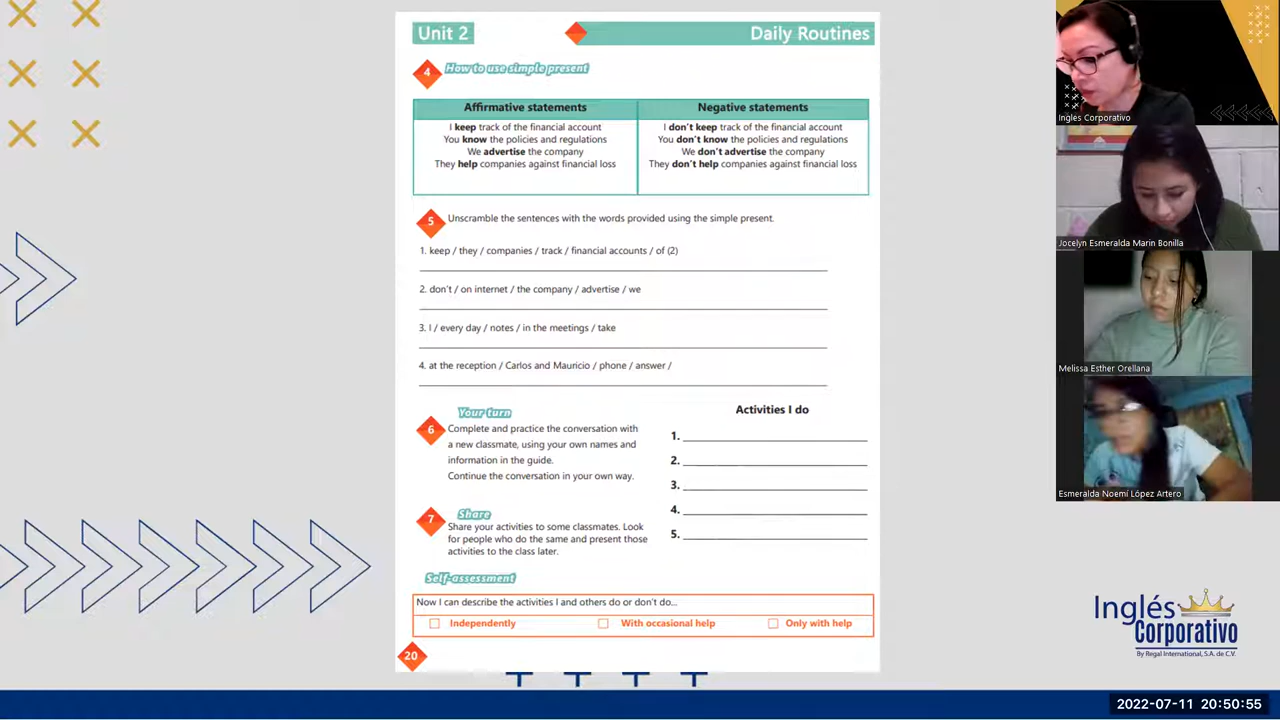 Unit 2
Daily Routines
4 How to use simple present
Affirmative statements
I keep track of the financial account
You know the policies and regulations
We advertise the company
They help companies against financial loss
Negative statements
I don't keep track of the financial account
You don't know the policies and regulations
We don't advertise the company
They don't help companies against financial loss
5 Unscramble the sentences with the words provided using the simple present.
1. keep / they / companies / track / financial accounts / of (2)
2. don't / on internet / the company / advertise / we
3. I / every day / notes / in the meetings / take
4. at the reception / Carlos and Mauricio / phone / answer /
Your turn
6 Complete and practice the conversation with
a new classmate, using your own names and
information in the guide.
Continue the conversation in your own way.
7 Share
Share your activities to some classmates. Look
for people who do the same and present those
activities to the class later.
Activities I do
1.
2.
3.
4.
5.
Self-assessment
Now I can describe the activities I and others do or don't do...
Independently
With occasional help
Only with help
20
Ingles Corporativo
Jocelyn Esmeralda Marin Bonilla
Melissa Esther Orellana
Esmeralda Noemí López Artero
Inglés
Corporativo
By Regal International, S.A. de C.V.
2022-07-11 20:50:55